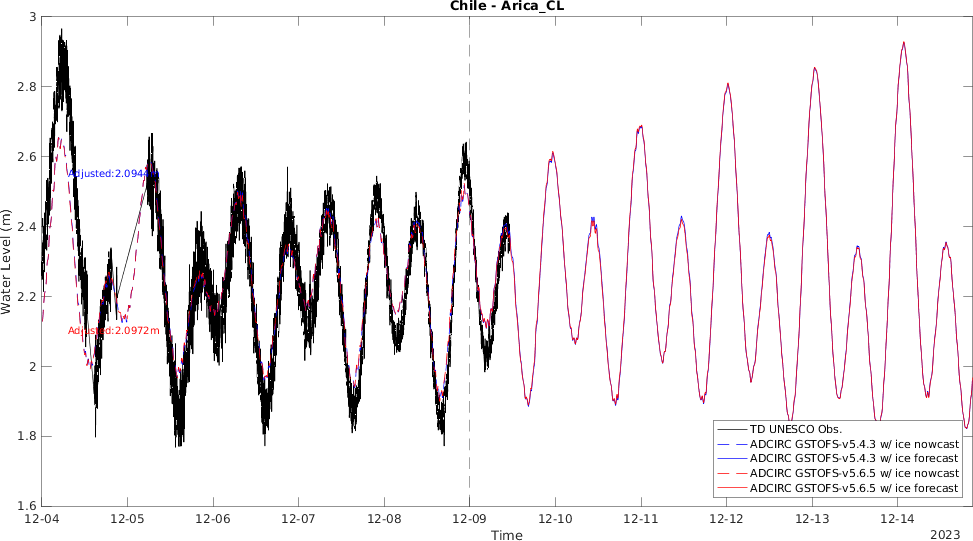 Chile - Arica_CL
3
2.8
2.6
2.4
2.2
2
1.8
1.6
Water Level (m)
Adjusted:2.0944m
Adjusted:2.0972m
TD UNESCO Obs.
ADCIRC GSTOFS-v5.4.3 w/ ice nowcast
ADCIRC GSTOFS-v5.4.3 w/ ice forecast
ADCIRC GSTOFS-v5.6.5 w/ ice nowcast
ADCIRC GSTOFS-v5.6.5 w/ ice forecast
12-04 12-05 12-06 12-07 12-08 12-09 12-10 12-11 12-12 12-13 12-14
Time
2023